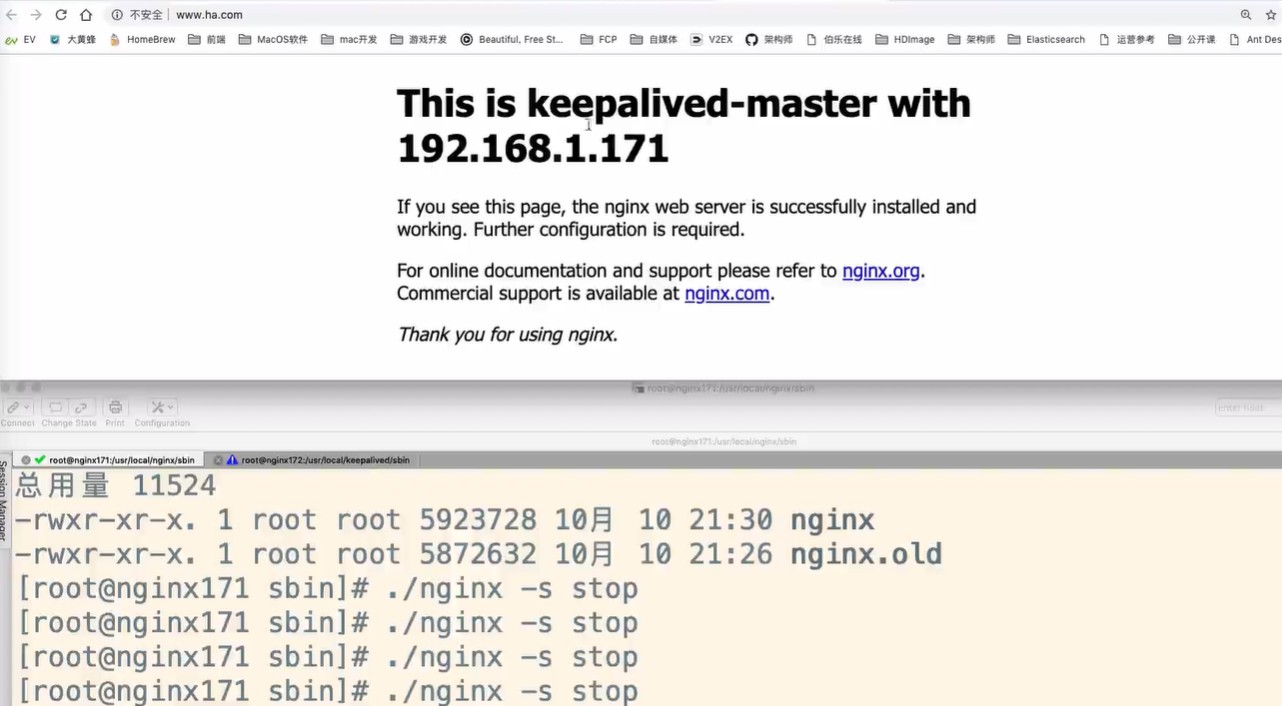 不安全 www.ha.com
EV 大黄蜂 HomeBrew 前端 MacOS软件 mac开发 游戏开发 Beautiful, Free St... FCP 自媒体 V2EX 架构师 伯乐在线 HDImage 架构师 Elasticsearch 运营参考 公开课 Ant Des
This is keepalived-master with
192.168.1.171
If you see this page, the nginx web server is successfully installed and
working. Further configuration is required.
For online documentation and support please refer to nginx.org.
Commercial support is available at nginx.com.
Thank you for using nginx.
Connect Change State Print Configuration
root@nginx171:/usr/local/nginx/sbin
root@nginx171:/usr/local/nginx/sbin root@nginx172:/usr/local/keepalived/sbin
Session Manager
总用量 11524
-rwxr-xr-x. 1 root root 5923728 10月 10 21:30 nginx
-rwxr-xr-x. 1 root root 5872632 10月 10 21:26 nginx.old
[root@nginx171 sbin]# ./nginx -s stop
[root@nginx171 sbin]# ./nginx -s stop
[root@nginx171 sbin]# ./nginx -s stop
[root@nginx171 sbin]# ./nginx -s stop